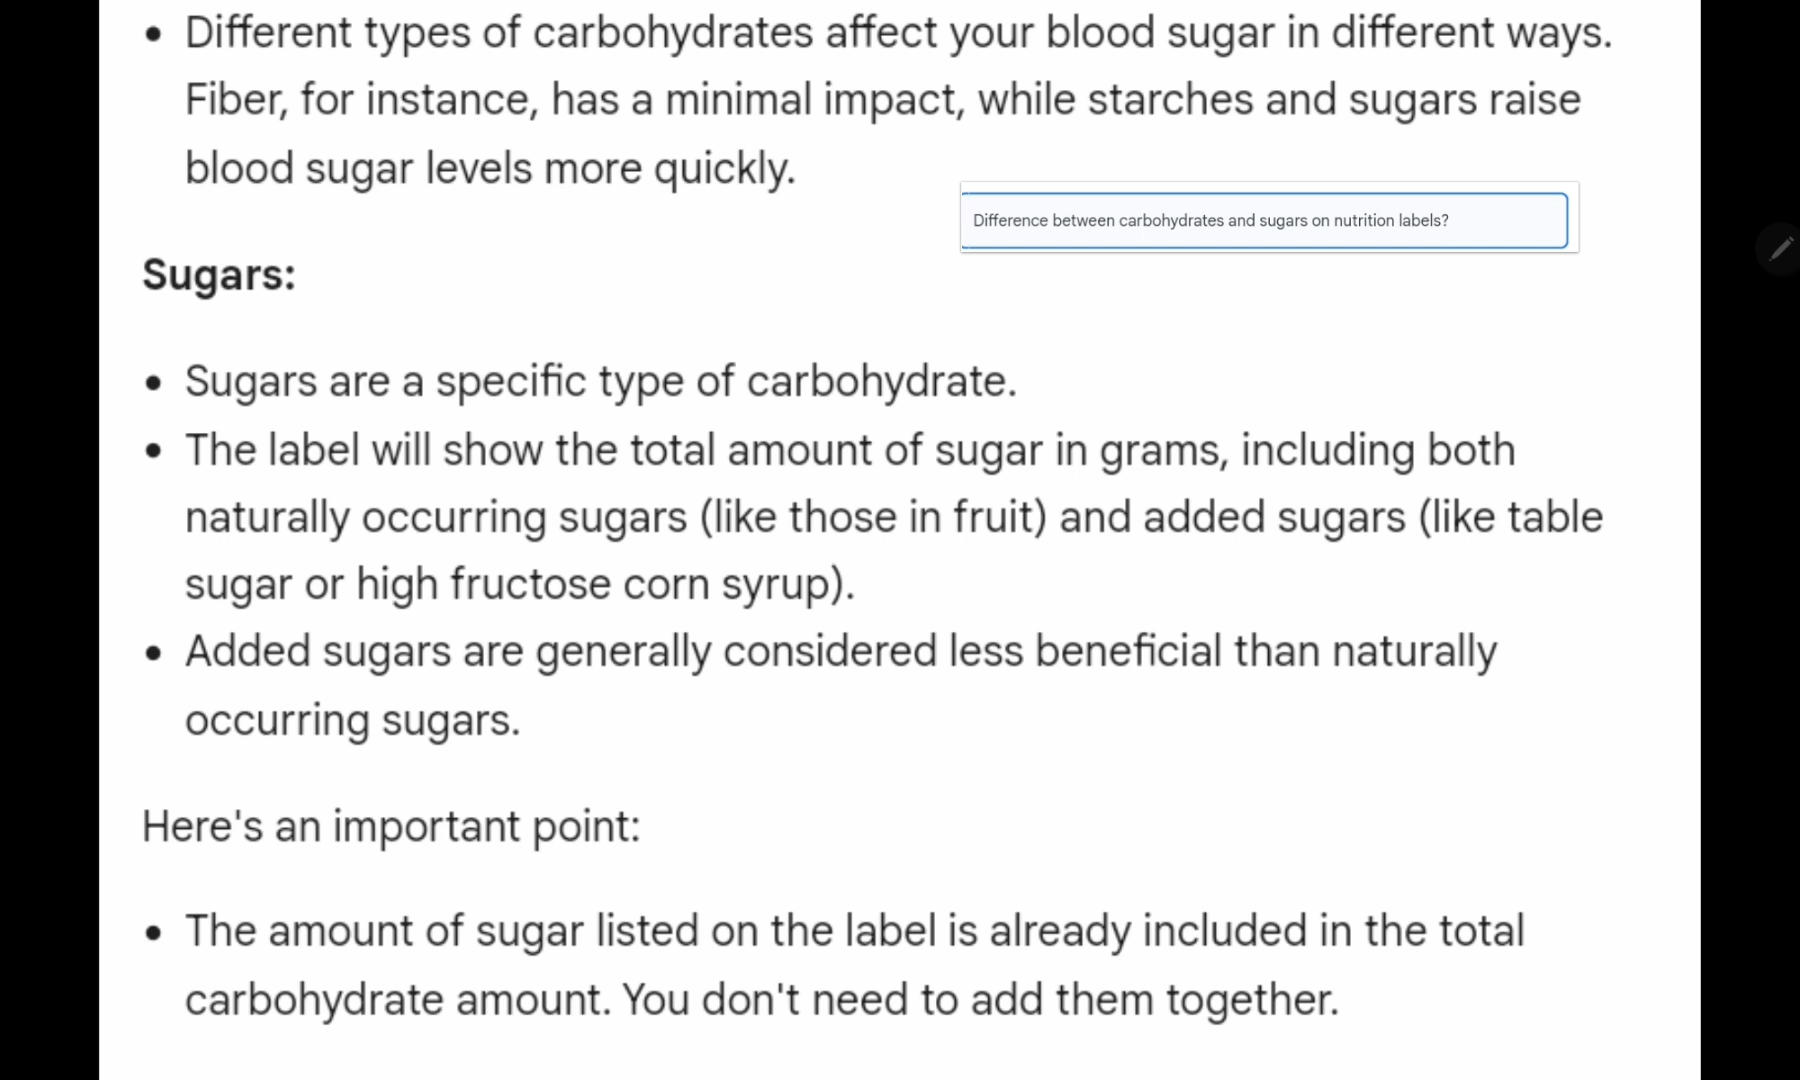 • Different types of carbohydrates affect your blood sugar in different ways.
Fiber, for instance, has a minimal impact, while starches and sugars raise
blood sugar levels more quickly.
Difference between carbohydrates and sugars on nutrition labels?
Sugars:
• Sugars are a specific type of carbohydrate.
• The label will show the total amount of sugar in grams, including both
naturally occurring sugars (like those in fruit) and added sugars (like table
sugar or high fructose corn syrup).
• Added sugars are generally considered less beneficial than naturally
occurring sugars.
Here's an important point:
• The amount of sugar listed on the label is already included in the total
carbohydrate amount. You don't need to add them together.